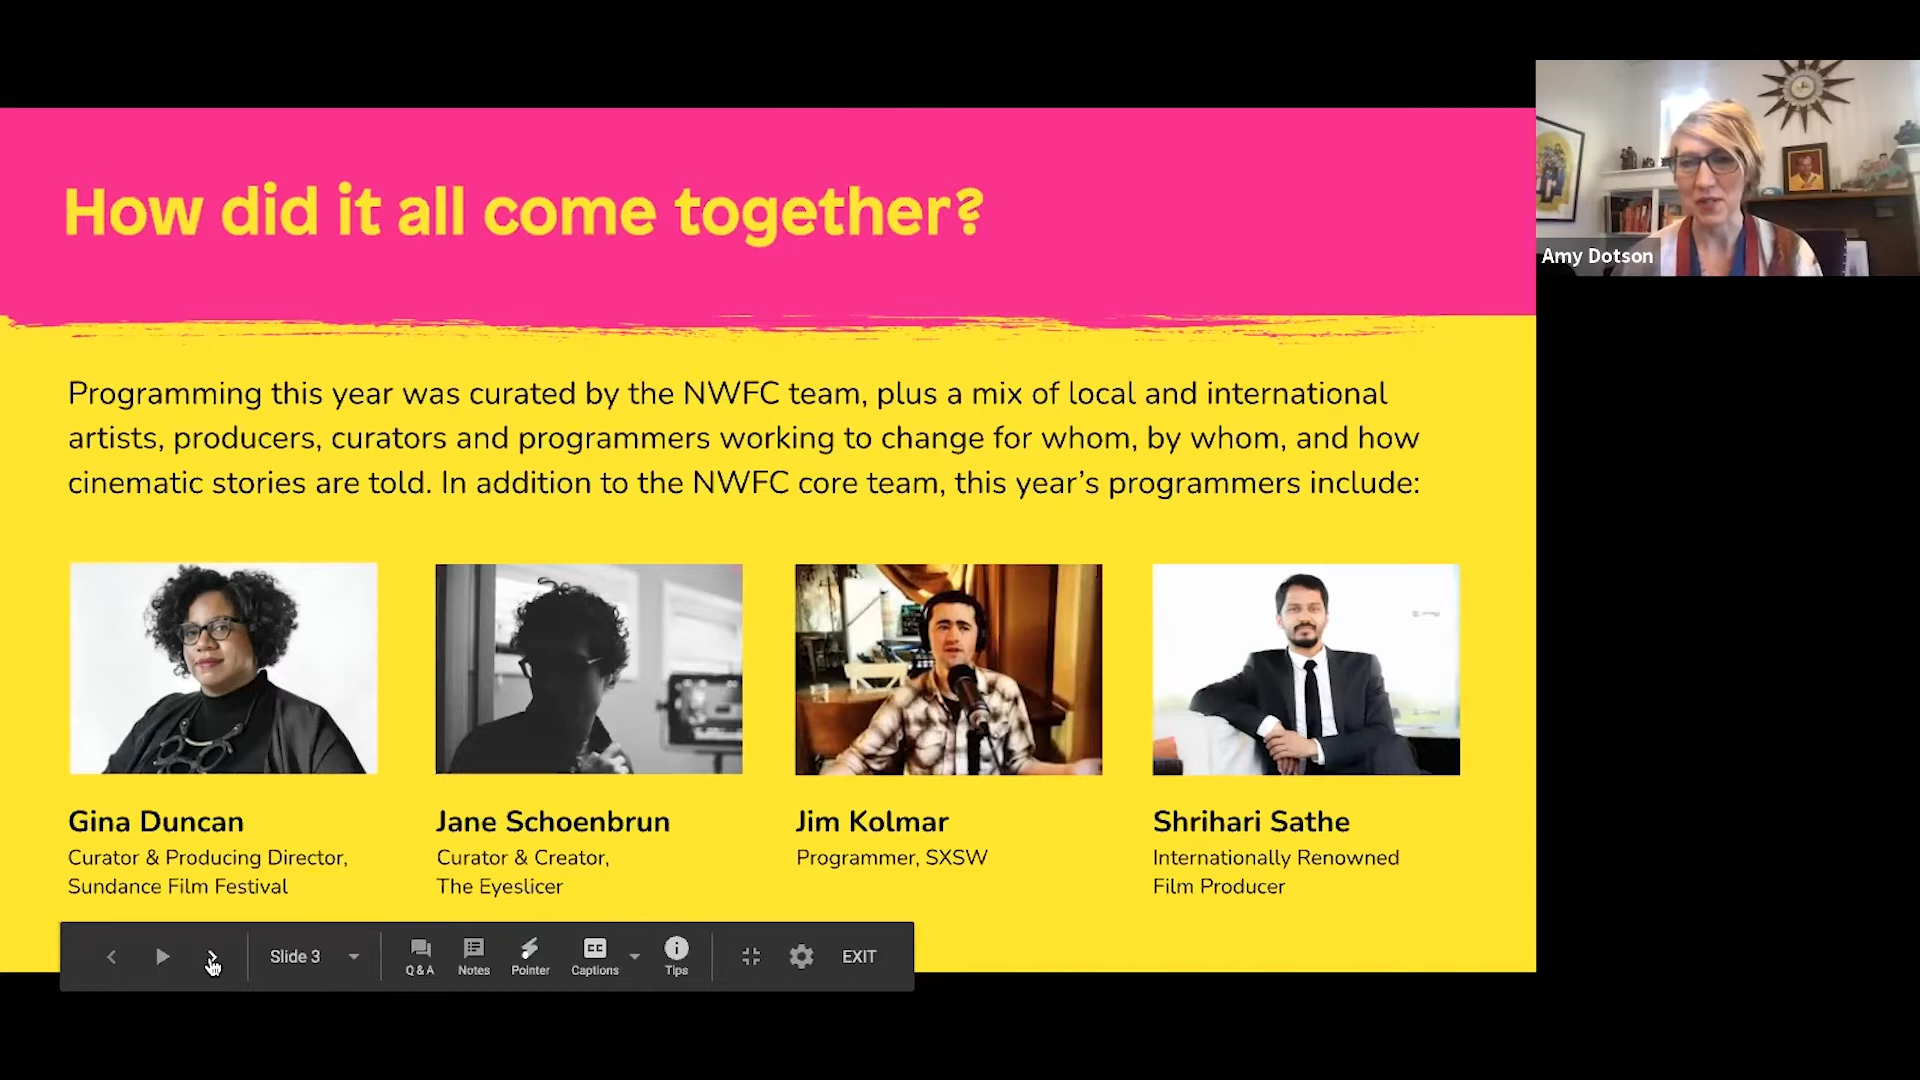 How did it all come together?
Amy Dotson
Programming this year was curated by the NWFC team, plus a mix of local and international
artists, producers, curators and programmers working to change for whom, by whom, and how
cinematic stories are told. In addition to the NWFC core team, this year’s programmers include:
Gina Duncan
Curator & Producing Director,
Sundance Film Festival
Jane Schoenbrun
Curator & Creator,
The Eyeslicer
Jim Kolmar
Programmer, SXSW
Shrihari Sathe
Internationally Renowned
Film Producer
Slide 3
Q & A
Notes
Pointer
CC
Captions
Tips
EXIT